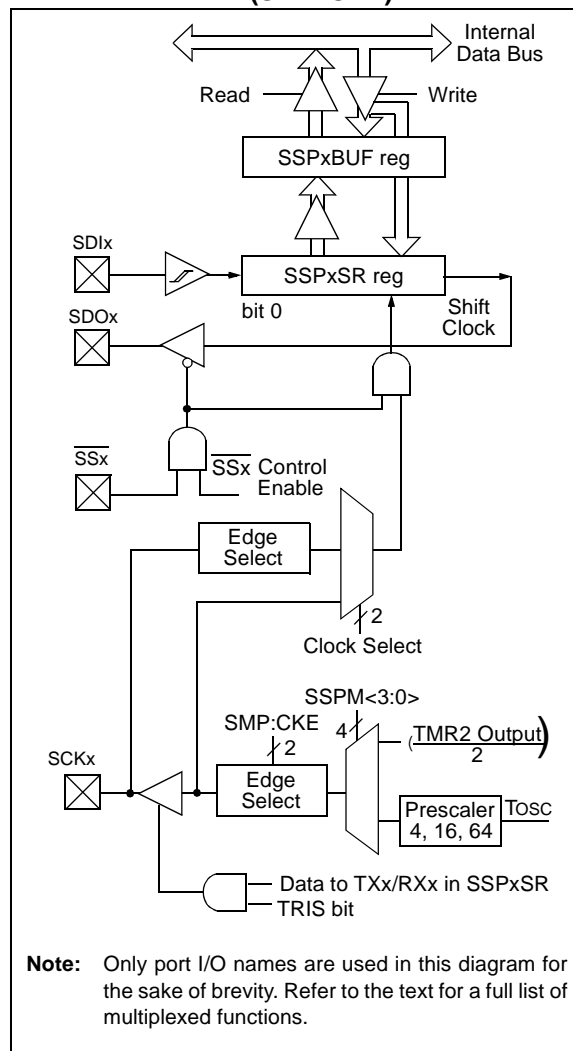 Internal
Data Bus
Read
Write
SSPxBUF reg
SDIx
SSPxSR reg
bit 0
Shift
Clock
SDOx
SSx
SSx Control
Enable
Edge
Select
2
Clock Select
SSPM<3:0>
SMP:CKE
4
2
(TMR2 Output)
2
SCKx
Edge
Select
Prescaler
4, 16, 64
TOSC
Data to TXx/RXx in SSPxSR
TRIS bit
Note: Only port I/O names are used in this diagram for
the sake of brevity. Refer to the text for a full list of
multiplexed functions.